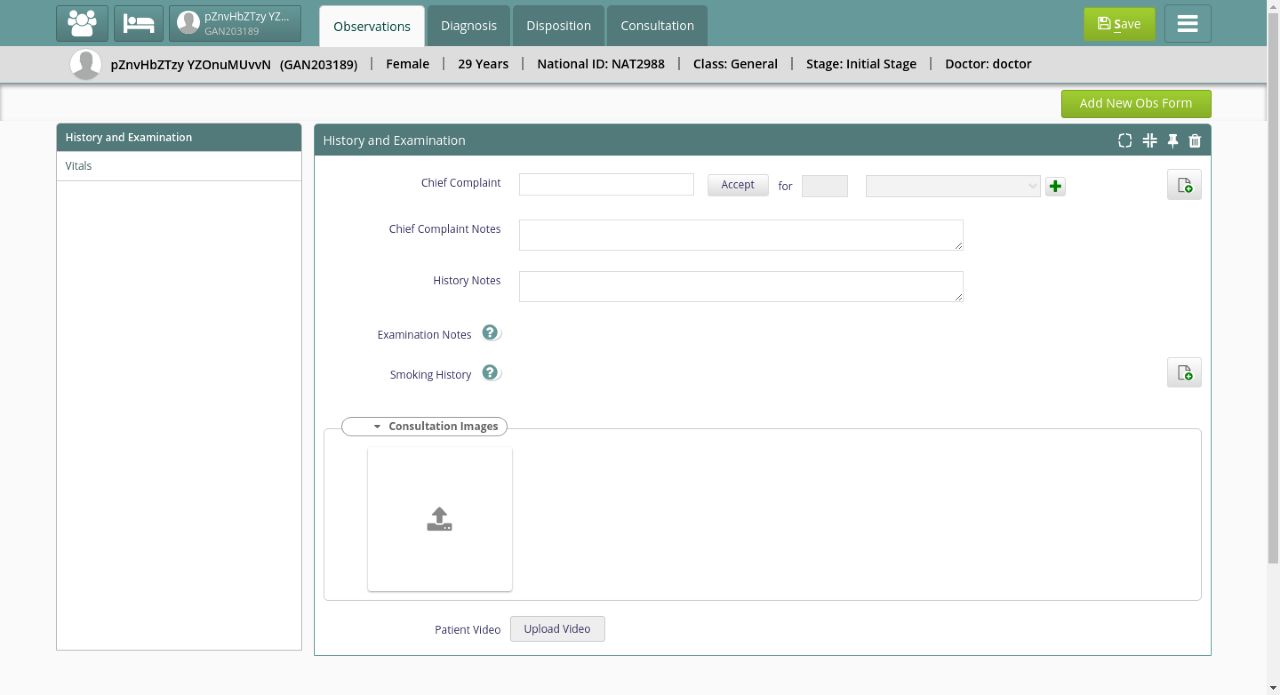 pZnvHbZTzy YZ...
GAN203189
Observations
Diagnosis
Disposition
Consultation
Save
pZnvHbZTzy YZOnuMUvvN (GAN203189) | Female | 29 Years | National ID: NAT2988 | Class: General | Stage: Initial Stage | Doctor: doctor
Add New Obs Form
History and Examination
Vitals
History and Examination
Chief Complaint
Accept
for
Chief Complaint Notes
History Notes
Examination Notes ?
Smoking History ?
Consultation Images
Patient Video
Upload Video